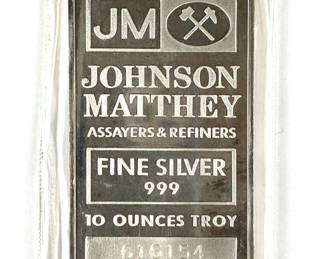 JM
JOHNSON
MATTHEY
ASSAYERS & REFINERS
FINE SILVER
999
10 OUNCES TROY